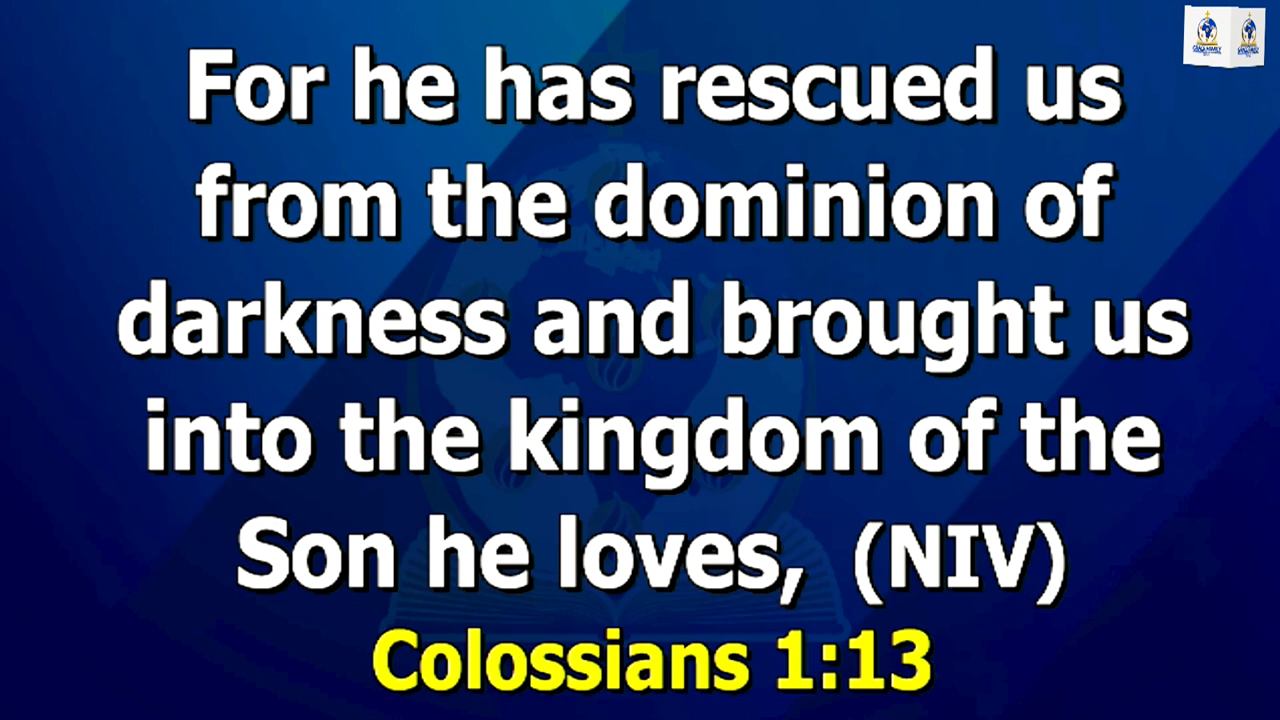 For he has rescued us
from the dominion of
darkness and brought us
into the kingdom of the
Son he loves, (NIV)
Colossians 1:13